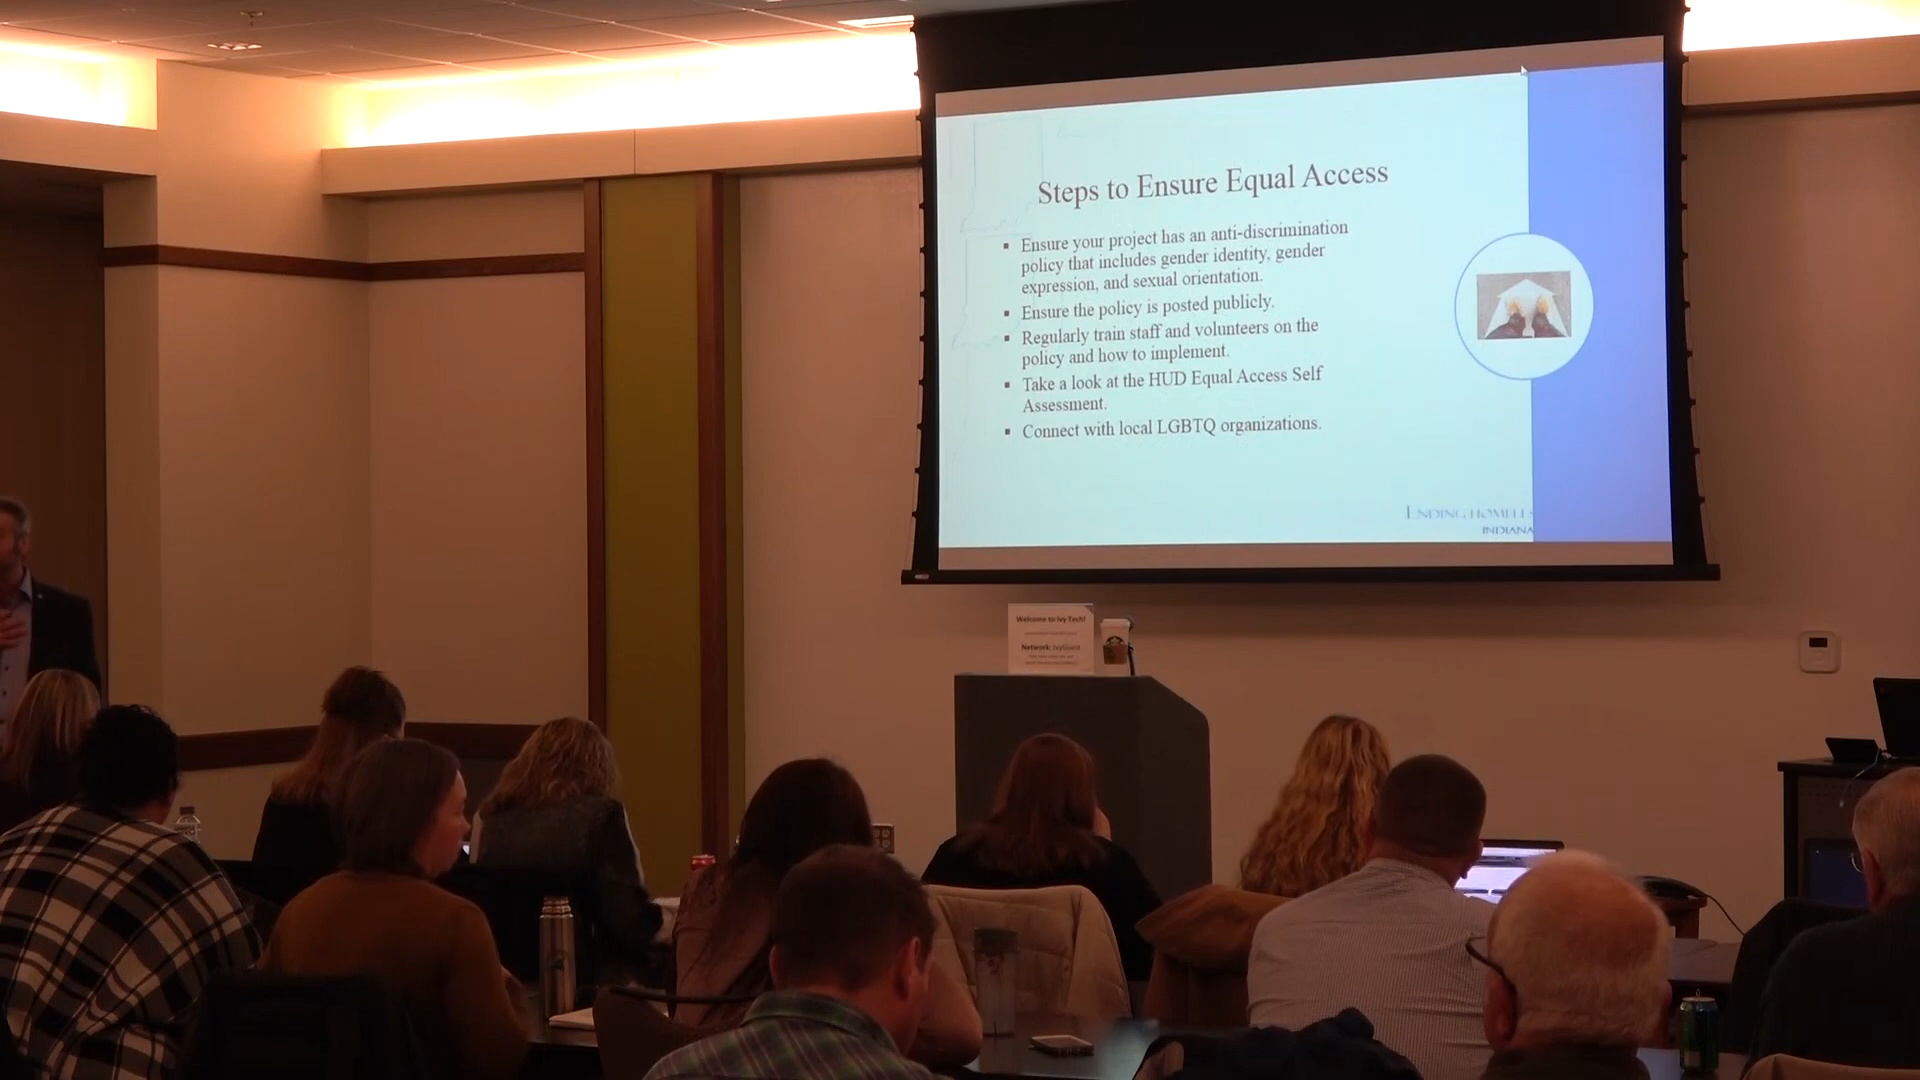 Steps to Ensure Equal Access
▪ Ensure your project has an anti-discrimination
policy that includes gender identity, gender
expression, and sexual orientation.
▪ Ensure the policy is posted publicly.
▪ Regularly train staff and volunteers on the
policy and how to implement.
▪ Take a look at the HUD Equal Access Self
Assessment.
▪ Connect with local LGBTQ organizations.
ENDING HOMELES
INDIANA
Welcome to Ivy Tech!
Network: IvyGuest